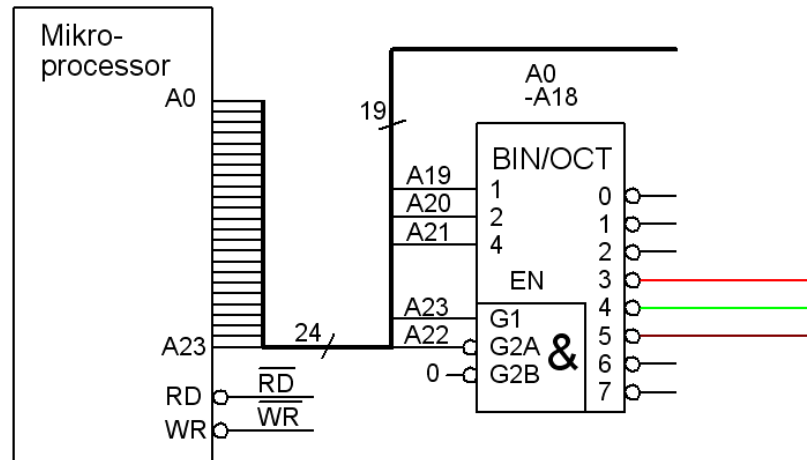 Mikro-
processor
A0
A23
RD
WR
RD
WR
24
19
A0
-A18
A19
A20
A21
A23
A22
0
BIN/OCT
1
2
4
EN
G1
G2A
G2B
&
0
1
2
3
4
5
6
7